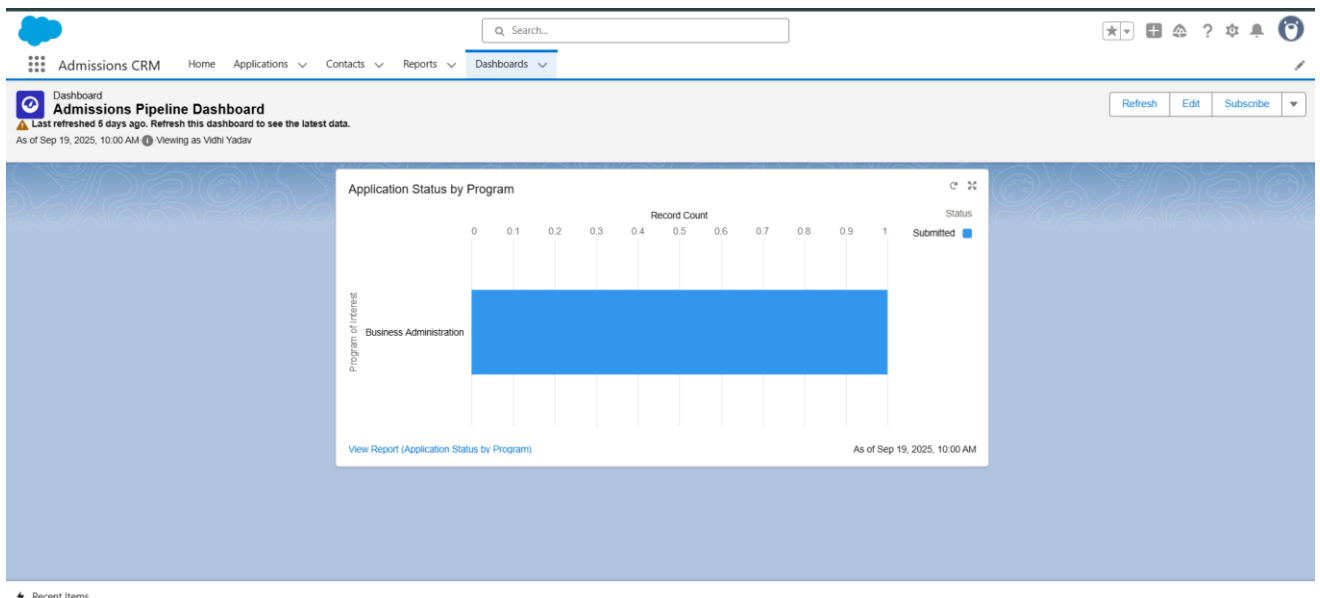 Search...
Admissions CRM Home Applications Contacts Reports Dashboards
Dashboard
Admissions Pipeline Dashboard
Last refreshed 5 days ago. Refresh this dashboard to see the latest data.
As of Sep 19, 2025, 10:00 AM Viewing as Vidhi Yadav
Refresh Edit Subscribe
Application Status by Program
Record Count
0 0.1 0.2 0.3 0.4 0.5 0.6 0.7 0.8 0.9 1
Status
Submitted
Program of Interest
Business Administration
View Report (Application Status by Program)
As of Sep 19, 2025, 10:00 AM
Recent Items